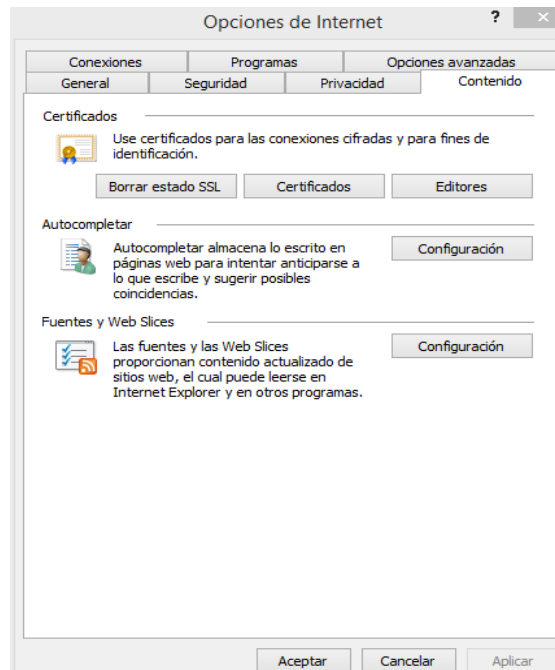 Opciones de Internet
?
Conexiones
Programas
Opciones avanzadas
General
Seguridad
Privacidad
Contenido
Certificados
Use certificados para las conexiones cifradas y para fines de
identificación.
Borrar estado SSL
Certificados
Editores
Autocompletar
Autocompletar almacena lo escrito en
páginas web para intentar anticiparse a
lo que escribe y sugerir posibles
coincidencias.
Configuración
Fuentes y Web Slices
Las fuentes y las Web Slices
proporcionan contenido actualizado de
sitios web, el cual puede leerse en
Internet Explorer y en otros programas.
Configuración
Aceptar
Cancelar
Aplicar